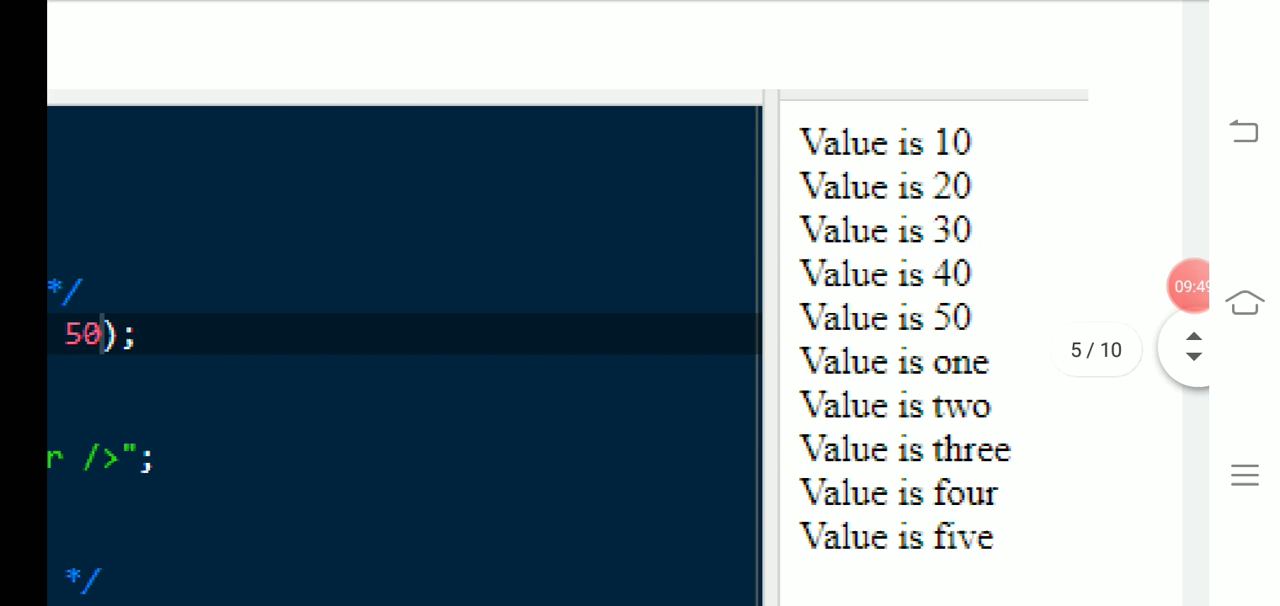 */
50);
r />";
*/
Value is 10
Value is 20
Value is 30
Value is 40
Value is 50
Value is one
Value is two
Value is three
Value is four
Value is five
5 / 10
09:49